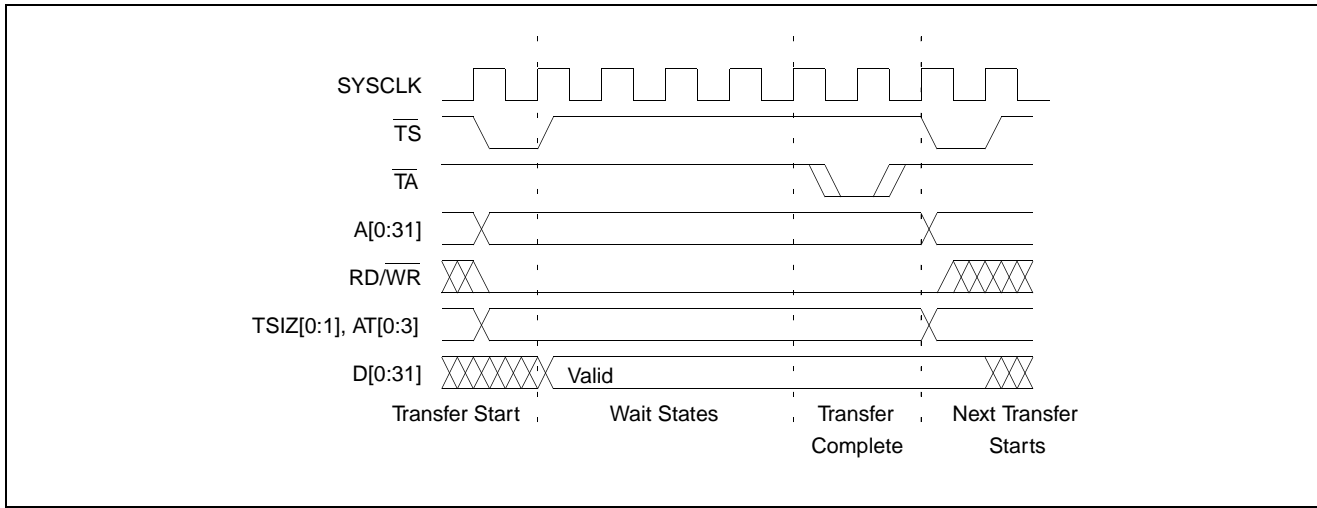 SYSCLK
TS
TA
A[0:31]
RD/WR
TSIZ[0:1], AT[0:3]
D[0:31]
Valid
Transfer Start
Wait States
Transfer
Complete
Next Transfer
Starts